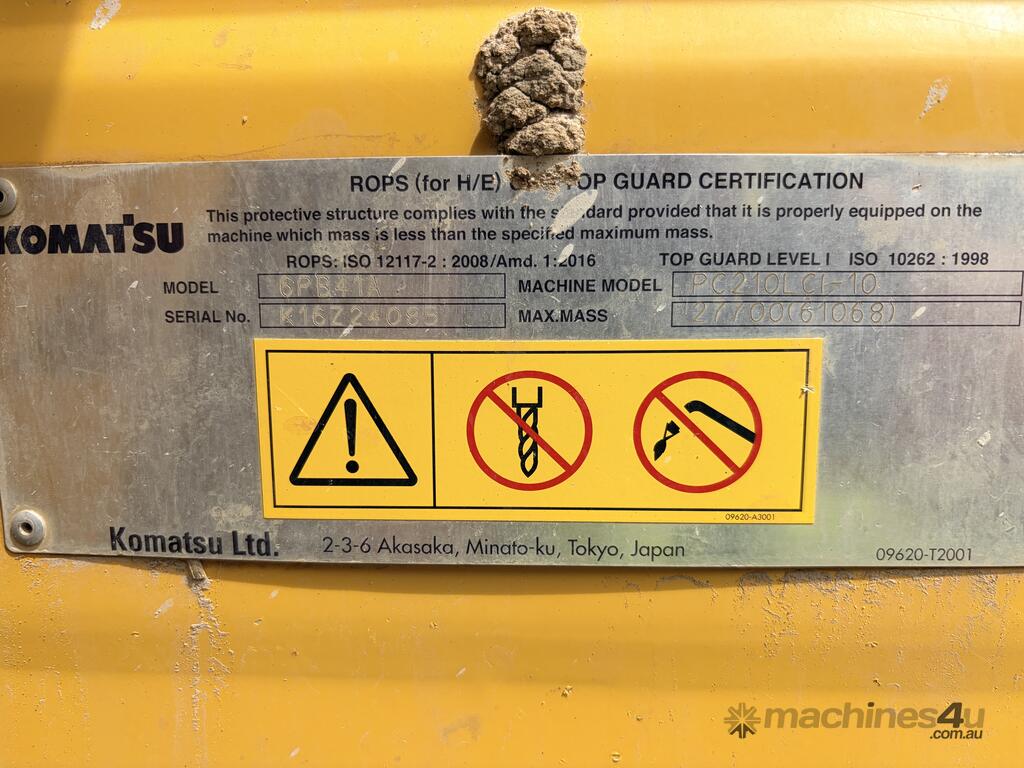 ROPS (for H/E) TOP GUARD CERTIFICATION
KOMATSU
This protective structure complies with the standard provided that it is properly equipped on the
machine which mass is less than the specified maximum mass.
ROPS: ISO 12117-2 : 2008/Amd. 1:2016 TOP GUARD LEVEL I ISO 10262 : 1998
MODEL 6PB41A MACHINE MODEL PC210LCI-10
SERIAL No. K16Z24085 MAX.MASS 27700(61068)
09620-A3001
Komatsu Ltd. 2-3-6 Akasaka, Minato-ku, Tokyo, Japan 09620-T2001
machines4u
.com.au